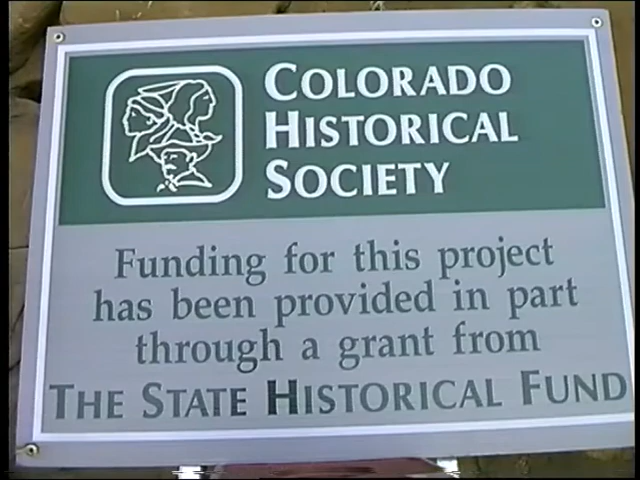 COLORADO
HISTORICAL
SOCIETY
Funding for this project
has been provided in part
through a grant from
THE STATE HISTORICAL FUND